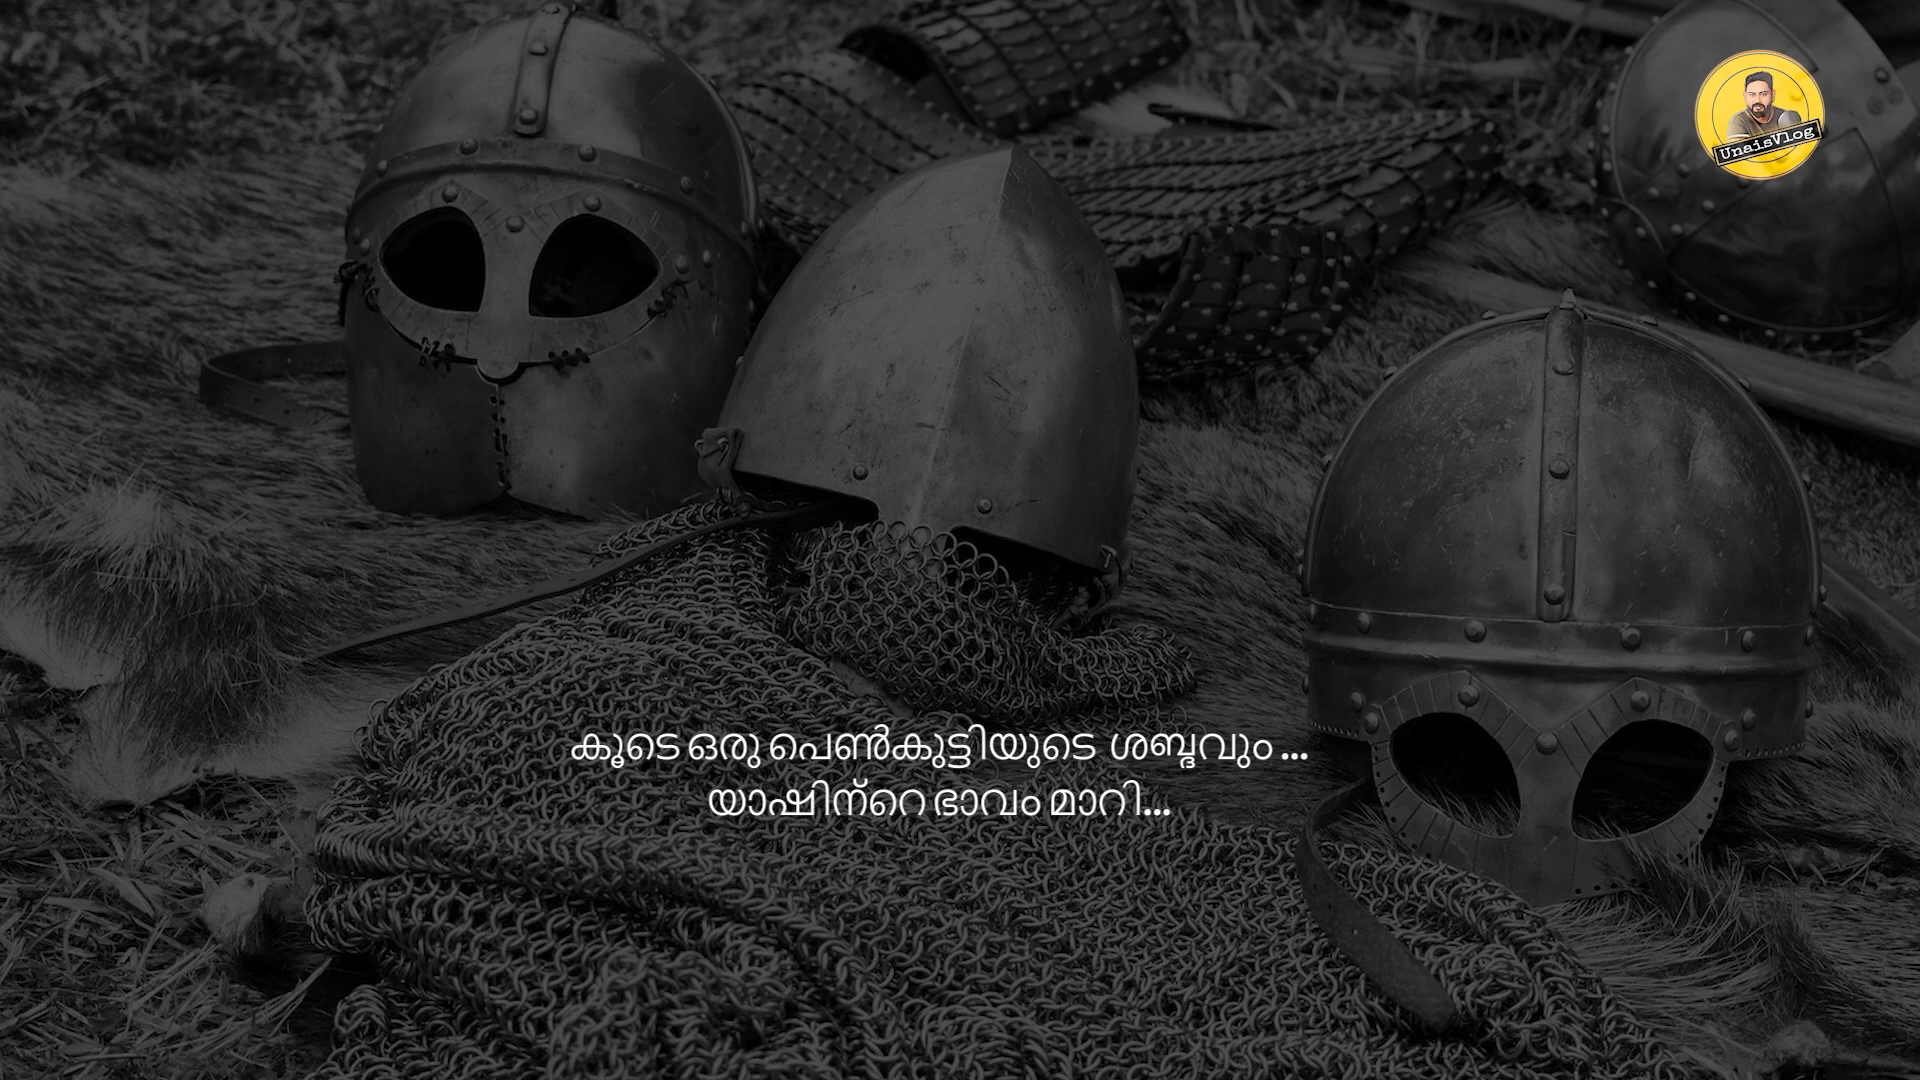 UnaisVlog
കൂടെ ഒരു പെൺകുട്ടിയുടെ ശബ്ദവും ...
യാഷിന്റെ ഭാവം മാറി...